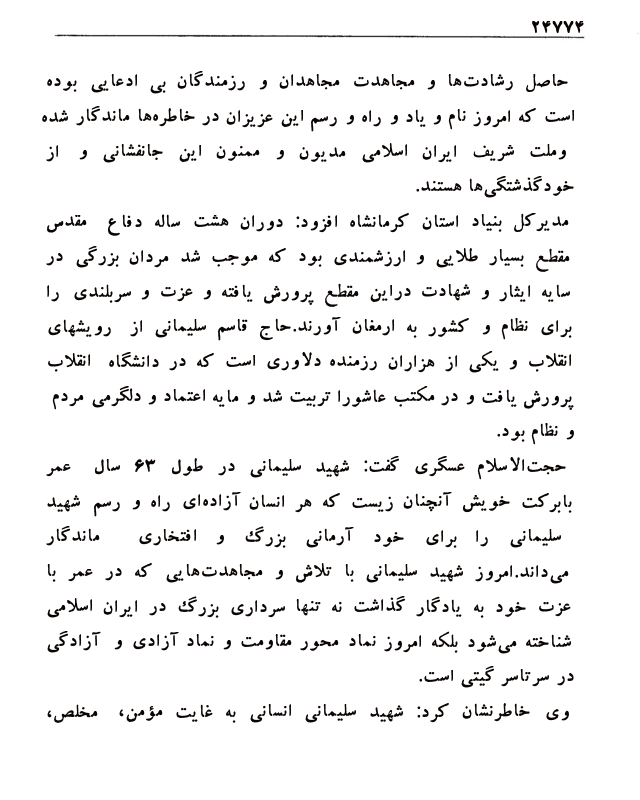 ۲۴۷۷۴
حاصل رشادت‌ها و مجاهدت مجاهدان و رزمندگان بی ادعایی بوده
است که امروز نام و یاد و راه و رسم این عزیزان در خاطره‌ها ماندگار شده
وملت شریف ایران اسلامی مدیون و ممنون این جانفشانی و از
خودگذشتگی‌ها هستند.
مدیرکل بنیاد استان کرمانشاه افزود: دوران هشت ساله دفاع مقدس
مقطع بسیار طلایی و ارزشمندی بود که موجب شد مردان بزرگی در
سایه ایثار و شهادت دراین مقطع پرورش یافته و عزت و سربلندی را
برای نظام و کشور به ارمغان آورند.حاج قاسم سلیمانی از رویشهای
انقلاب و یکی از هزاران رزمنده دلاوری است که در دانشگاه انقلاب
پرورش یافت و در مکتب عاشورا تربیت شد و مایه اعتماد و دلگرمی مردم
و نظام بود.
حجت‌الاسلام عسگری گفت: شهید سلیمانی در طول ۶۳ سال عمر
بابرکت خویش آنچنان زیست که هر انسان آزاده‌ای راه و رسم شهید
سلیمانی را برای خود آرمانی بزرگ و افتخاری ماندگار
می‌داند.امروز شهید سلیمانی با تلاش و مجاهدت‌هایی که در عمر با
عزت خود به یادگار گذاشت نه تنها سرداری بزرگ در ایران اسلامی
شناخته می‌شود بلکه امروز نماد محور مقاومت و نماد آزادی و آزادگی
در سرتاسر گیتی است.
وی خاطرنشان کرد: شهید سلیمانی انسانی به غایت مؤمن، مخلص،